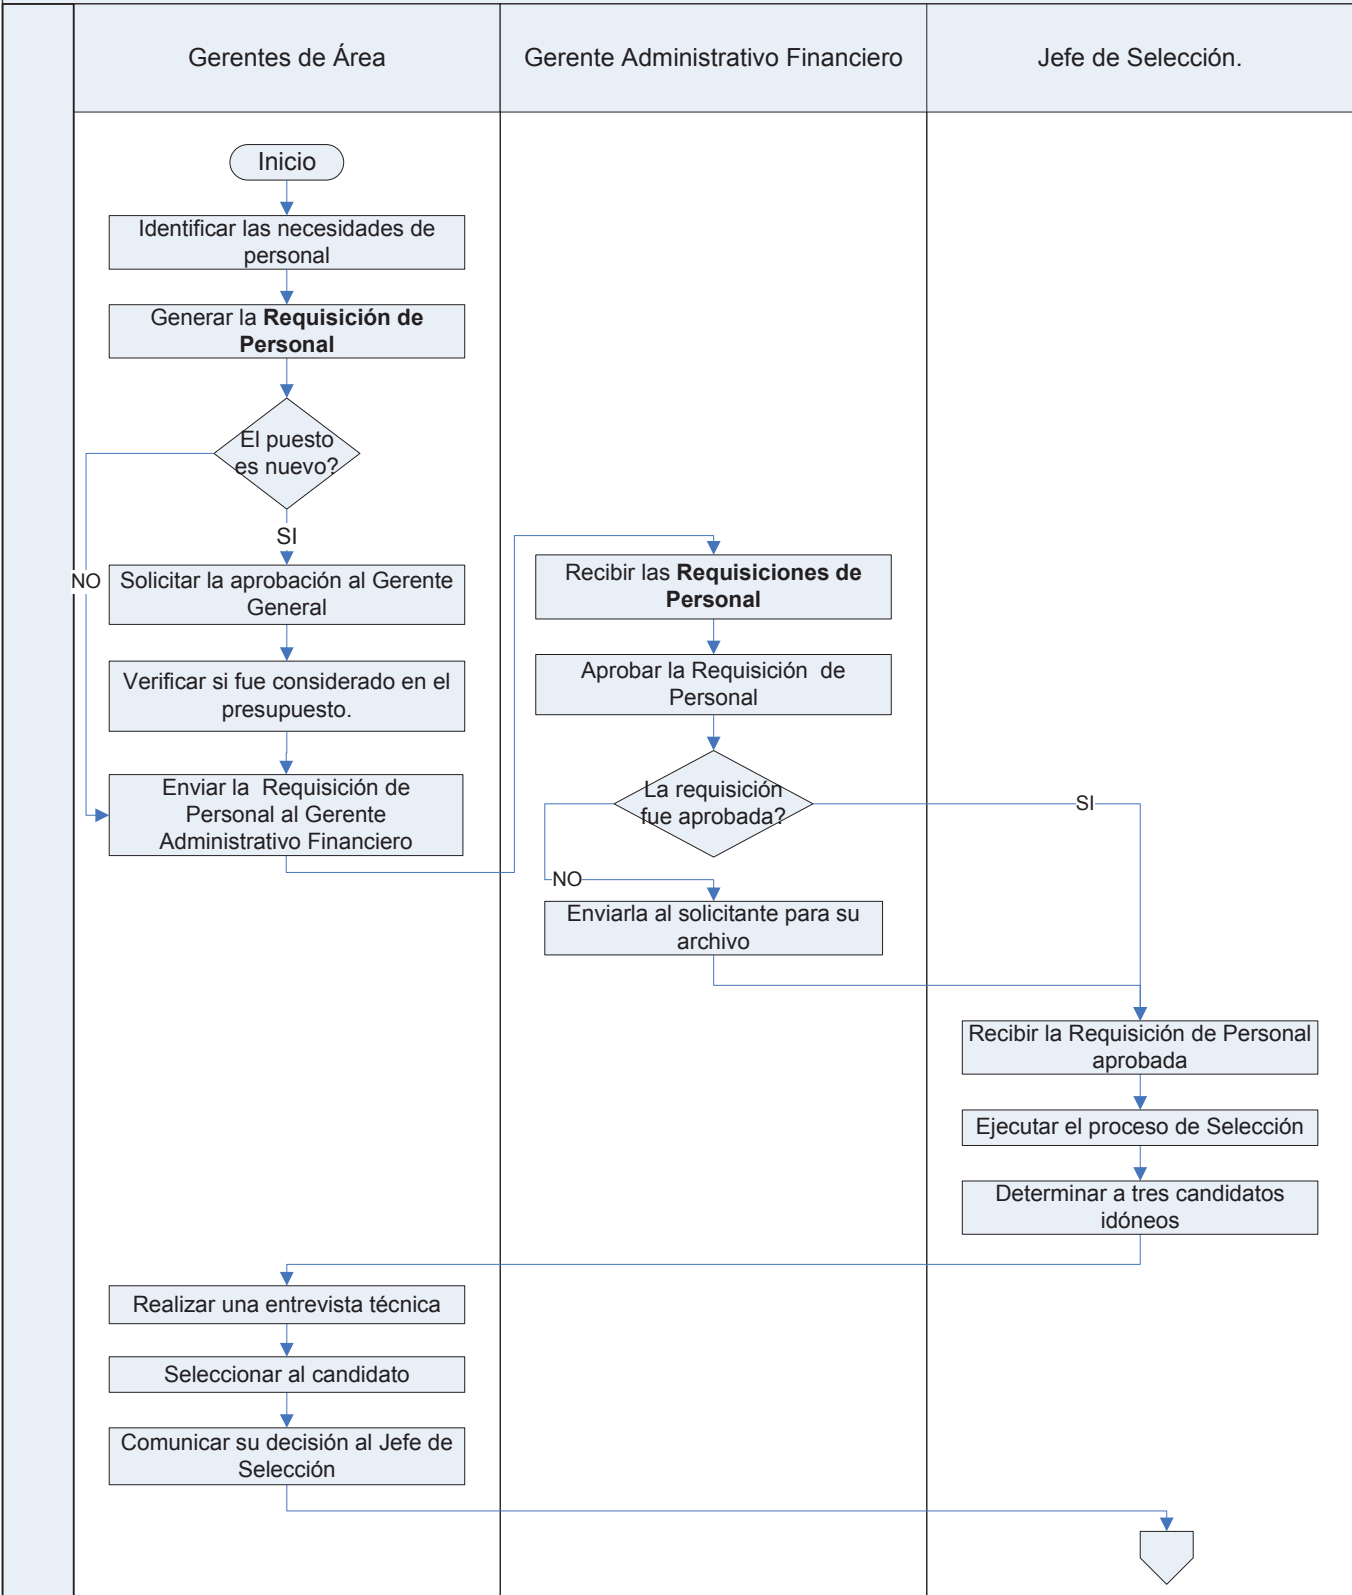 Gerentes de Área
Gerente Administrativo Financiero
Jefe de Selección.
Inicio
Identificar las necesidades de
personal
Generar la Requisición de
Personal
El puesto
es nuevo?
SI
NO
Solicitar la aprobación al Gerente
General
Verificar si fue considerado en el
presupuesto.
Enviar la Requisición de
Personal al Gerente
Administrativo Financiero
Recibir las Requisiciones de
Personal
Aprobar la Requisición de
Personal
La requisición
fue aprobada?
SI
NO
Enviarla al solicitante para su
archivo
Recibir la Requisición de Personal
aprobada
Ejecutar el proceso de Selección
Determinar a tres candidatos
idóneos
Realizar una entrevista técnica
Seleccionar al candidato
Comunicar su decisión al Jefe de
Selección